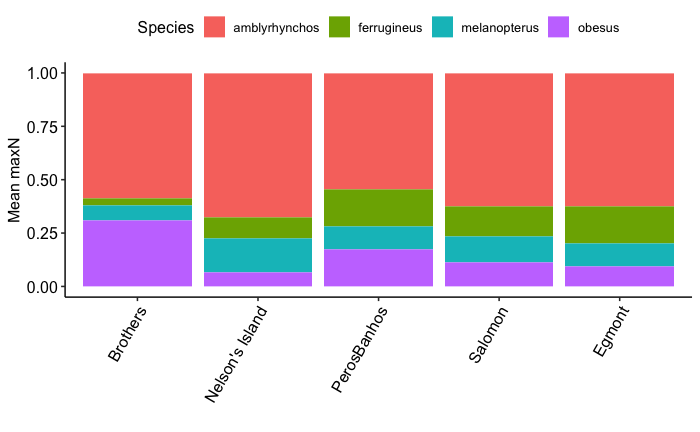 Species amblyrhynchos ferrugineus melanopterus obesus
Mean maxN
1.00
0.75
0.50
0.25
0.00
Brothers
Nelson's Island
PerosBanhos
Salomon
Egmont